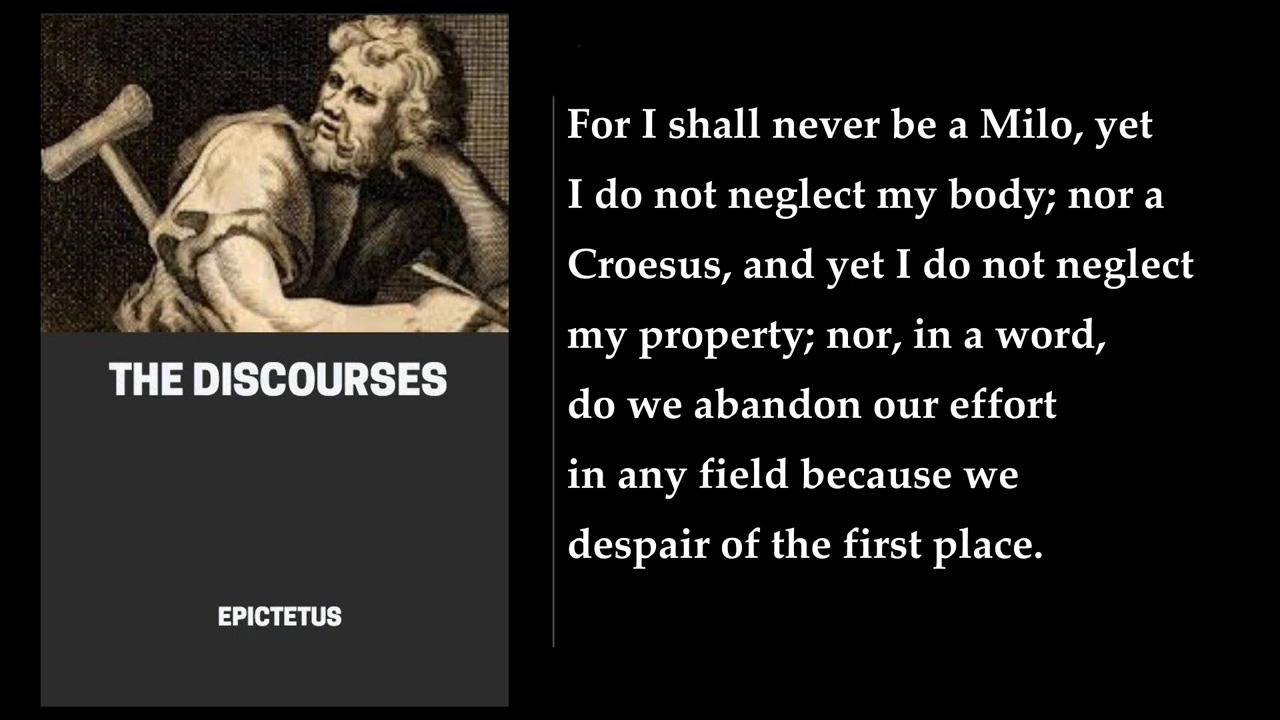 THE DISCOURSES
EPICTETUS
For I shall never be a Milo, yet
I do not neglect my body; nor a
Croesus, and yet I do not neglect
my property; nor, in a word,
do we abandon our effort
in any field because we
despair of the first place.